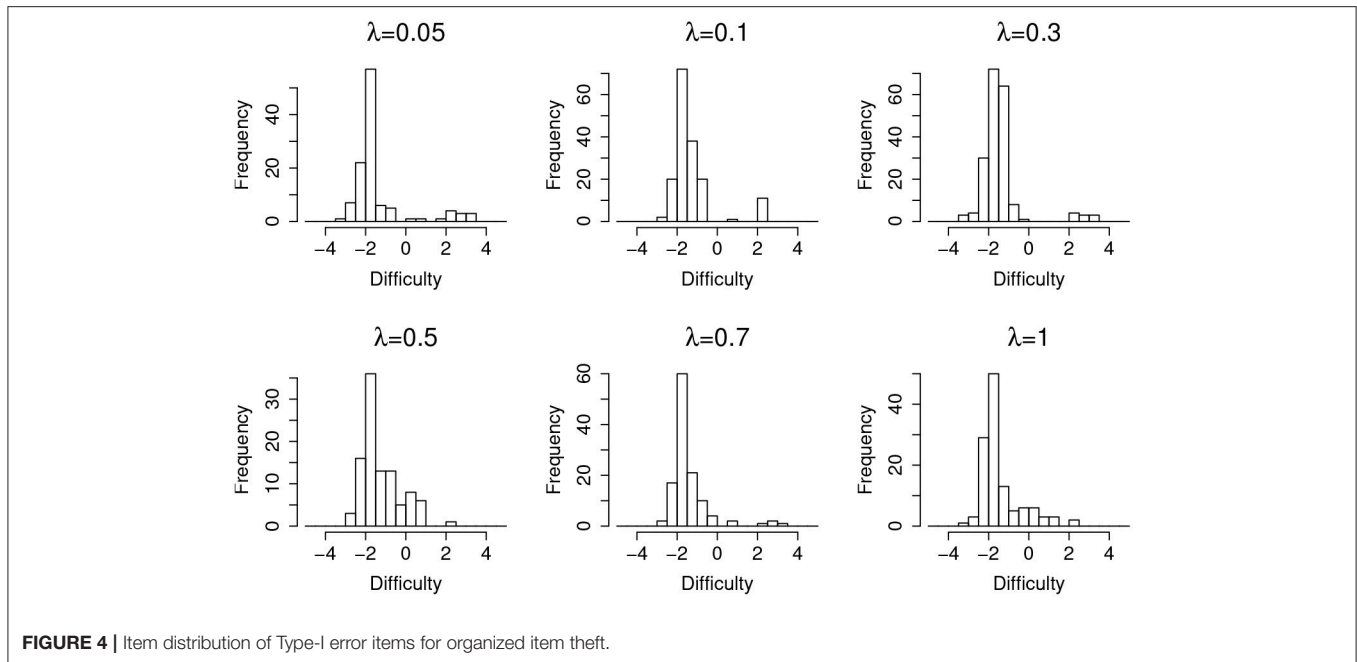 λ=0.05 λ=0.1 λ=0.3
Frequency
0 20 40
−4 −2 0 2 4
Difficulty
Frequency
0 20 40 60
−4 −2 0 2 4
Difficulty
Frequency
0 20 40 60
−4 −2 0 2 4
Difficulty
λ=0.5 λ=0.7 λ=1
Frequency
0 10 20 30
−4 −2 0 2 4
Difficulty
Frequency
0 20 40 60
−4 −2 0 2 4
Difficulty
Frequency
0 20 40
−4 −2 0 2 4
Difficulty
FIGURE 4 | Item distribution of Type-I error items for organized item theft.